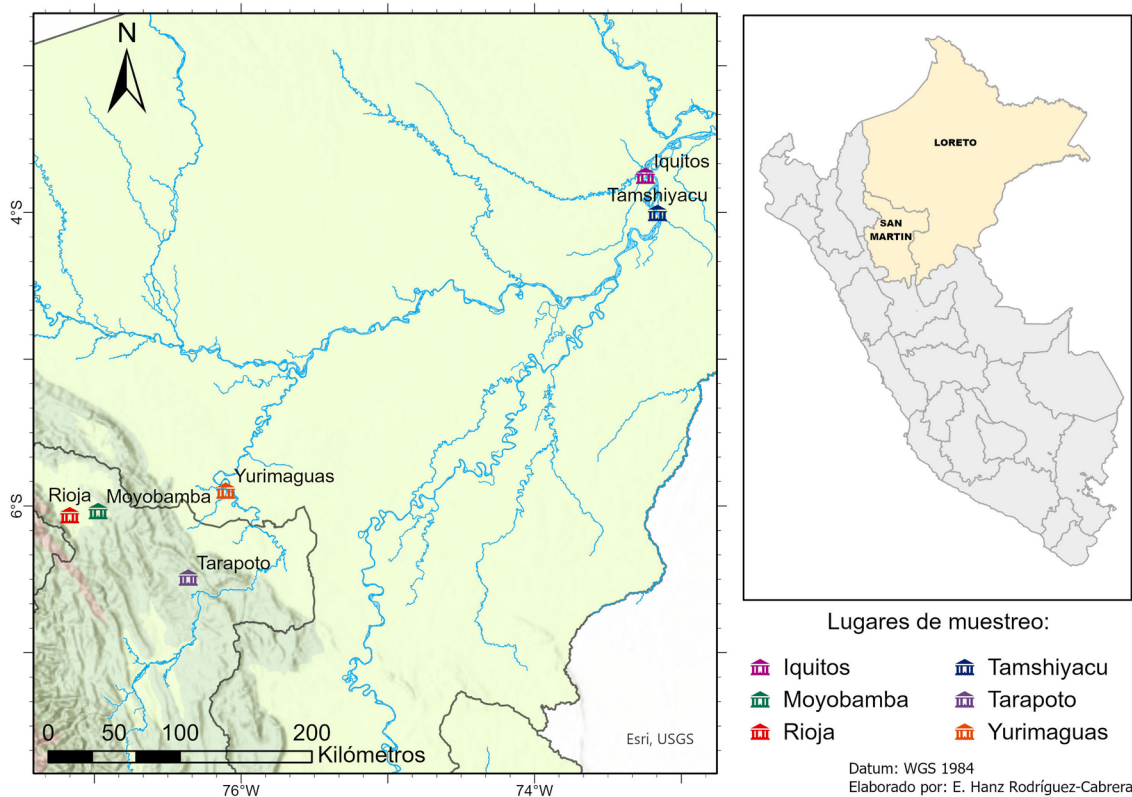 N
Iquitos
Tamshiyacu
4°S
Yurimaguas
Rioja
Moyobamba
6°S
Tarapoto
0 50 100 200
Kilómetros
Esri, USGS
76°W
74°W
LORETO
SAN
MARTIN
Lugares de muestreo:
Iquitos
Tamshiyacu
Moyobamba
Tarapoto
Rioja
Yurimaguas
Datum: WGS 1984
Elaborado por: E. Hanz Rodríguez-Cabrera